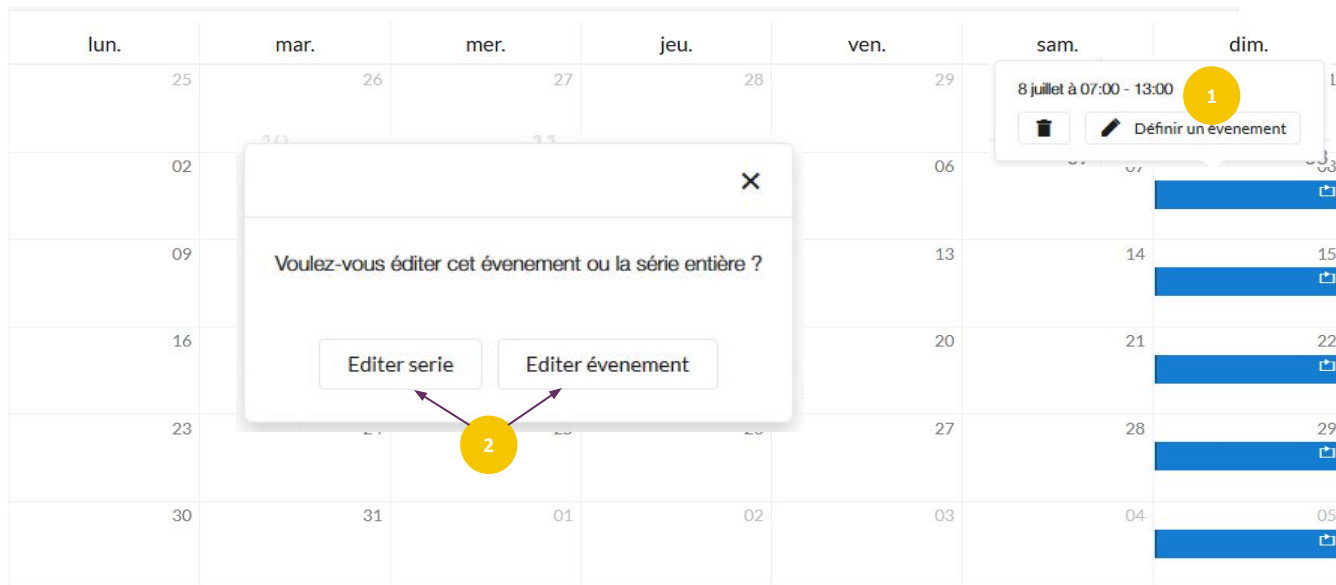 lun. mar. mer. jeu. ven. sam. dim.
25 26 27 28 29 1
8 juillet à 07:00 - 13:00 1
Définir un évenement
02 06 07 08
Voulez-vous éditer cet évenement ou la série entière ?
09 13 14 15
16 20 21 22
Editer serie Editer évenement
23 27 28 29
2
30 31 01 02 03 04 05